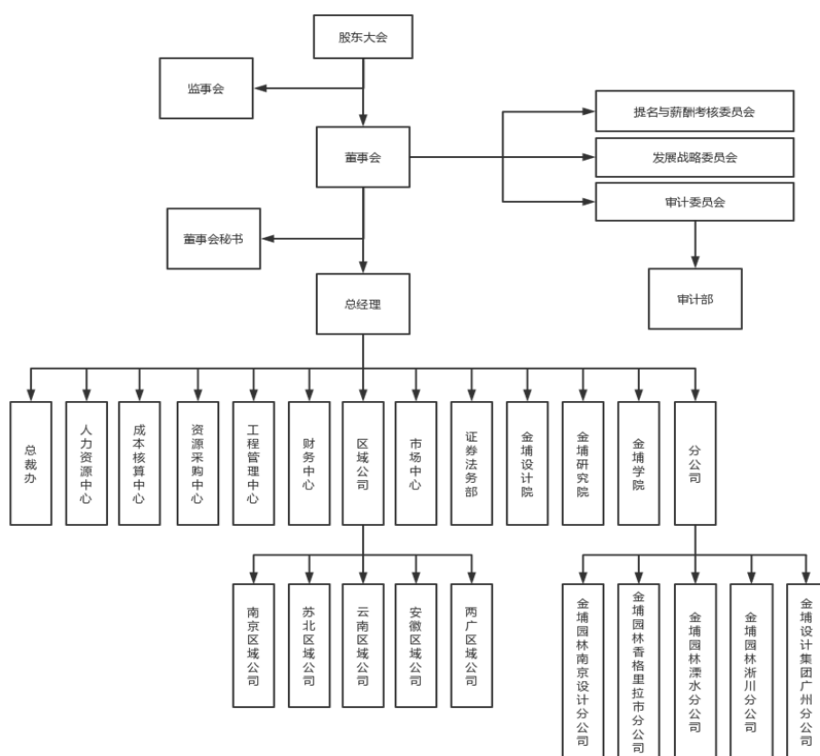 股东大会
监事会
提名与薪酬考核委员会
董事会
发展战略委员会
审计委员会
董事会秘书
总经理
审计部
总裁办
人力资源中心
成本核算中心
资源采购中心
工程管理中心
财务中心
区域公司
市场中心
证券法务部
金埔设计院
金埔研究院
金埔学院
分公司
南京区域公司
苏北区域公司
云南区域公司
安徽区域公司
两广区域公司
金埔园林南京设计分公司
金埔园林香格里拉市分公司
金埔园林溧水分公司
金埔园林淅川分公司
金埔设计集团广州分公司